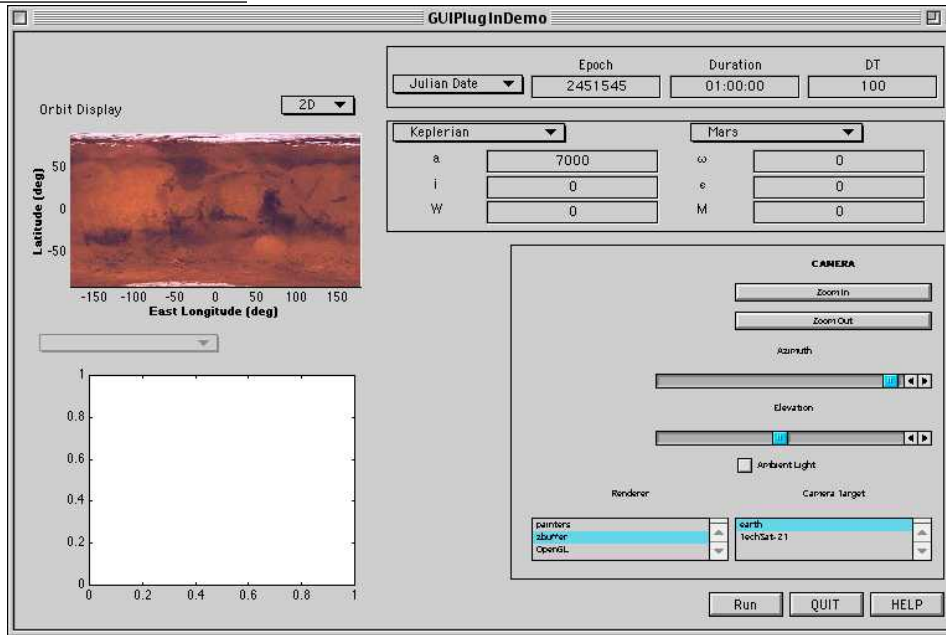 GUIPlugInDemo
Epoch Duration DT
Julian Date 2451545 01:00:00 100
Orbit Display 2D
Keplerian Mars
a 7000 ω 0
i 0 e 0
W 0 M 0
50
0
-50
Latitude (deg)
-150 -100 -50 0 50 100 150
East Longitude (deg)
CAMERA
Zoom In
Zoom Out
Azimuth
Elevation
Ambient Light
Renderer Camera Target
painters earth
zbuffer TechSat-21
OpenGL
1
0.8
0.6
0.4
0.2
0
0 0.2 0.4 0.6 0.8 1
Run QUIT HELP